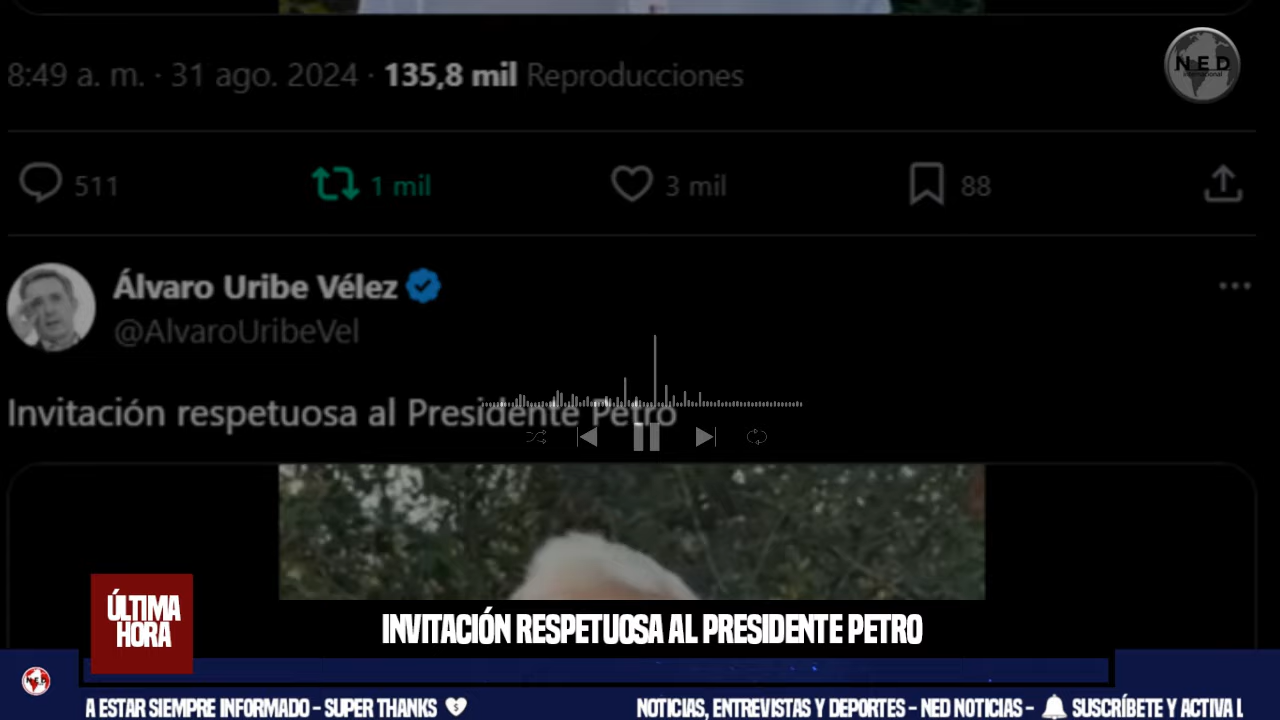 8:49 a. m. · 31 ago. 2024 · 135,8 mil Reproducciones
NED
international
511 1 mil 3 mil 88
Álvaro Uribe Vélez
@AlvaroUribeVel
Invitación respetuosa al Presidente Petro
ÚLTIMA
HORA
INVITACIÓN RESPETUOSA AL PRESIDENTE PETRO
NED
A ESTAR SIEMPRE INFORMADO - SUPER THANKS NOTICIAS, ENTREVISTAS Y DEPORTES - NED NOTICIAS - SUSCRÍBETE Y ACTIVA L